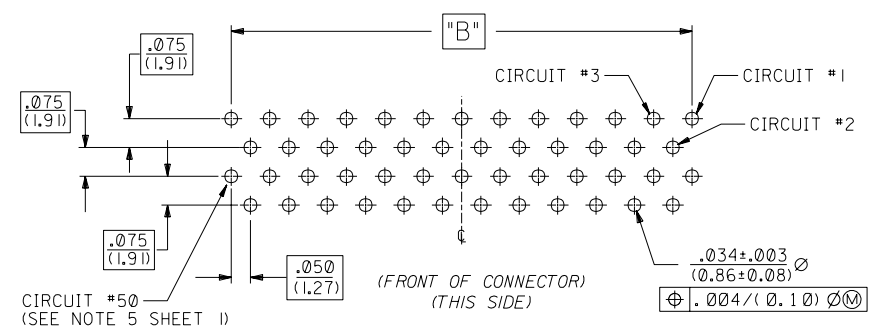 "B"
.075
(1.91)
CIRCUIT #3
CIRCUIT #1
.075
(1.91)
CIRCUIT #2
.075
(1.91)
.050
(1.27)
℄
(FRONT OF CONNECTOR)
(THIS SIDE)
.034±.003
(0.86±0.08) Ø
⌖ .004/(0.10) Ø Ⓜ
CIRCUIT #50
(SEE NOTE 5 SHEET 1)